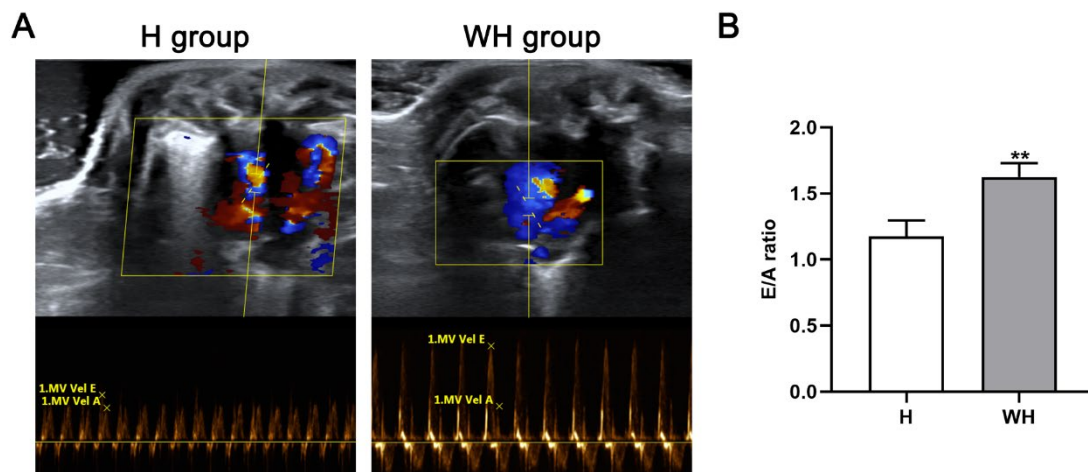 A
H group
WH group
1.MV Vel E
1.MV Vel A
1.MV Vel E
1.MV Vel A
B
E/A ratio
2.0
1.5
1.0
0.5
0.0
**
H
WH